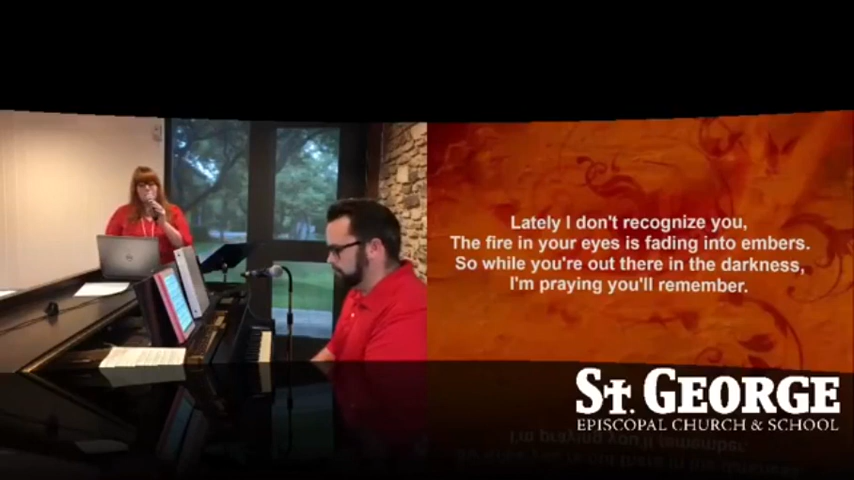 Lately I don't recognize you,
The fire in your eyes is fading into embers.
So while you're out there in the darkness,
I'm praying you'll remember.
ST. GEORGE
EPISCOPAL CHURCH & SCHOOL